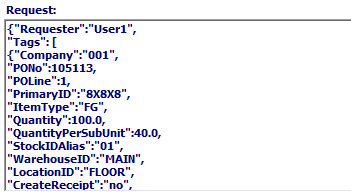 Request:
{"Requester":"User1",
"Tags": [
{"Company":"001",
"PONo":105113,
"POLine":1,
"PrimaryID":"8X8X8",
"ItemType":"FG",
"Quantity":100.0,
"QuantityPerSubUnit":40.0,
"StockIDAlias":"01",
"WarehouseID":"MAIN",
"LocationID":"FLOOR",
"CreateReceipt":"no",